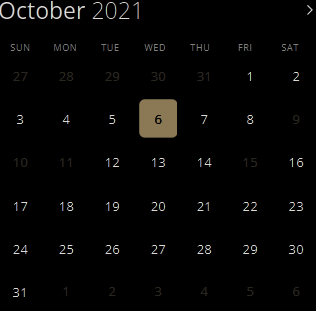 October 2021
SUN MON TUE WED THU FRI SAT
27 28 29 30 31 1 2
3 4 5 6 7 8 9
10 11 12 13 14 15 16
17 18 19 20 21 22 23
24 25 26 27 28 29 30
31 1 2 3 4 5 6